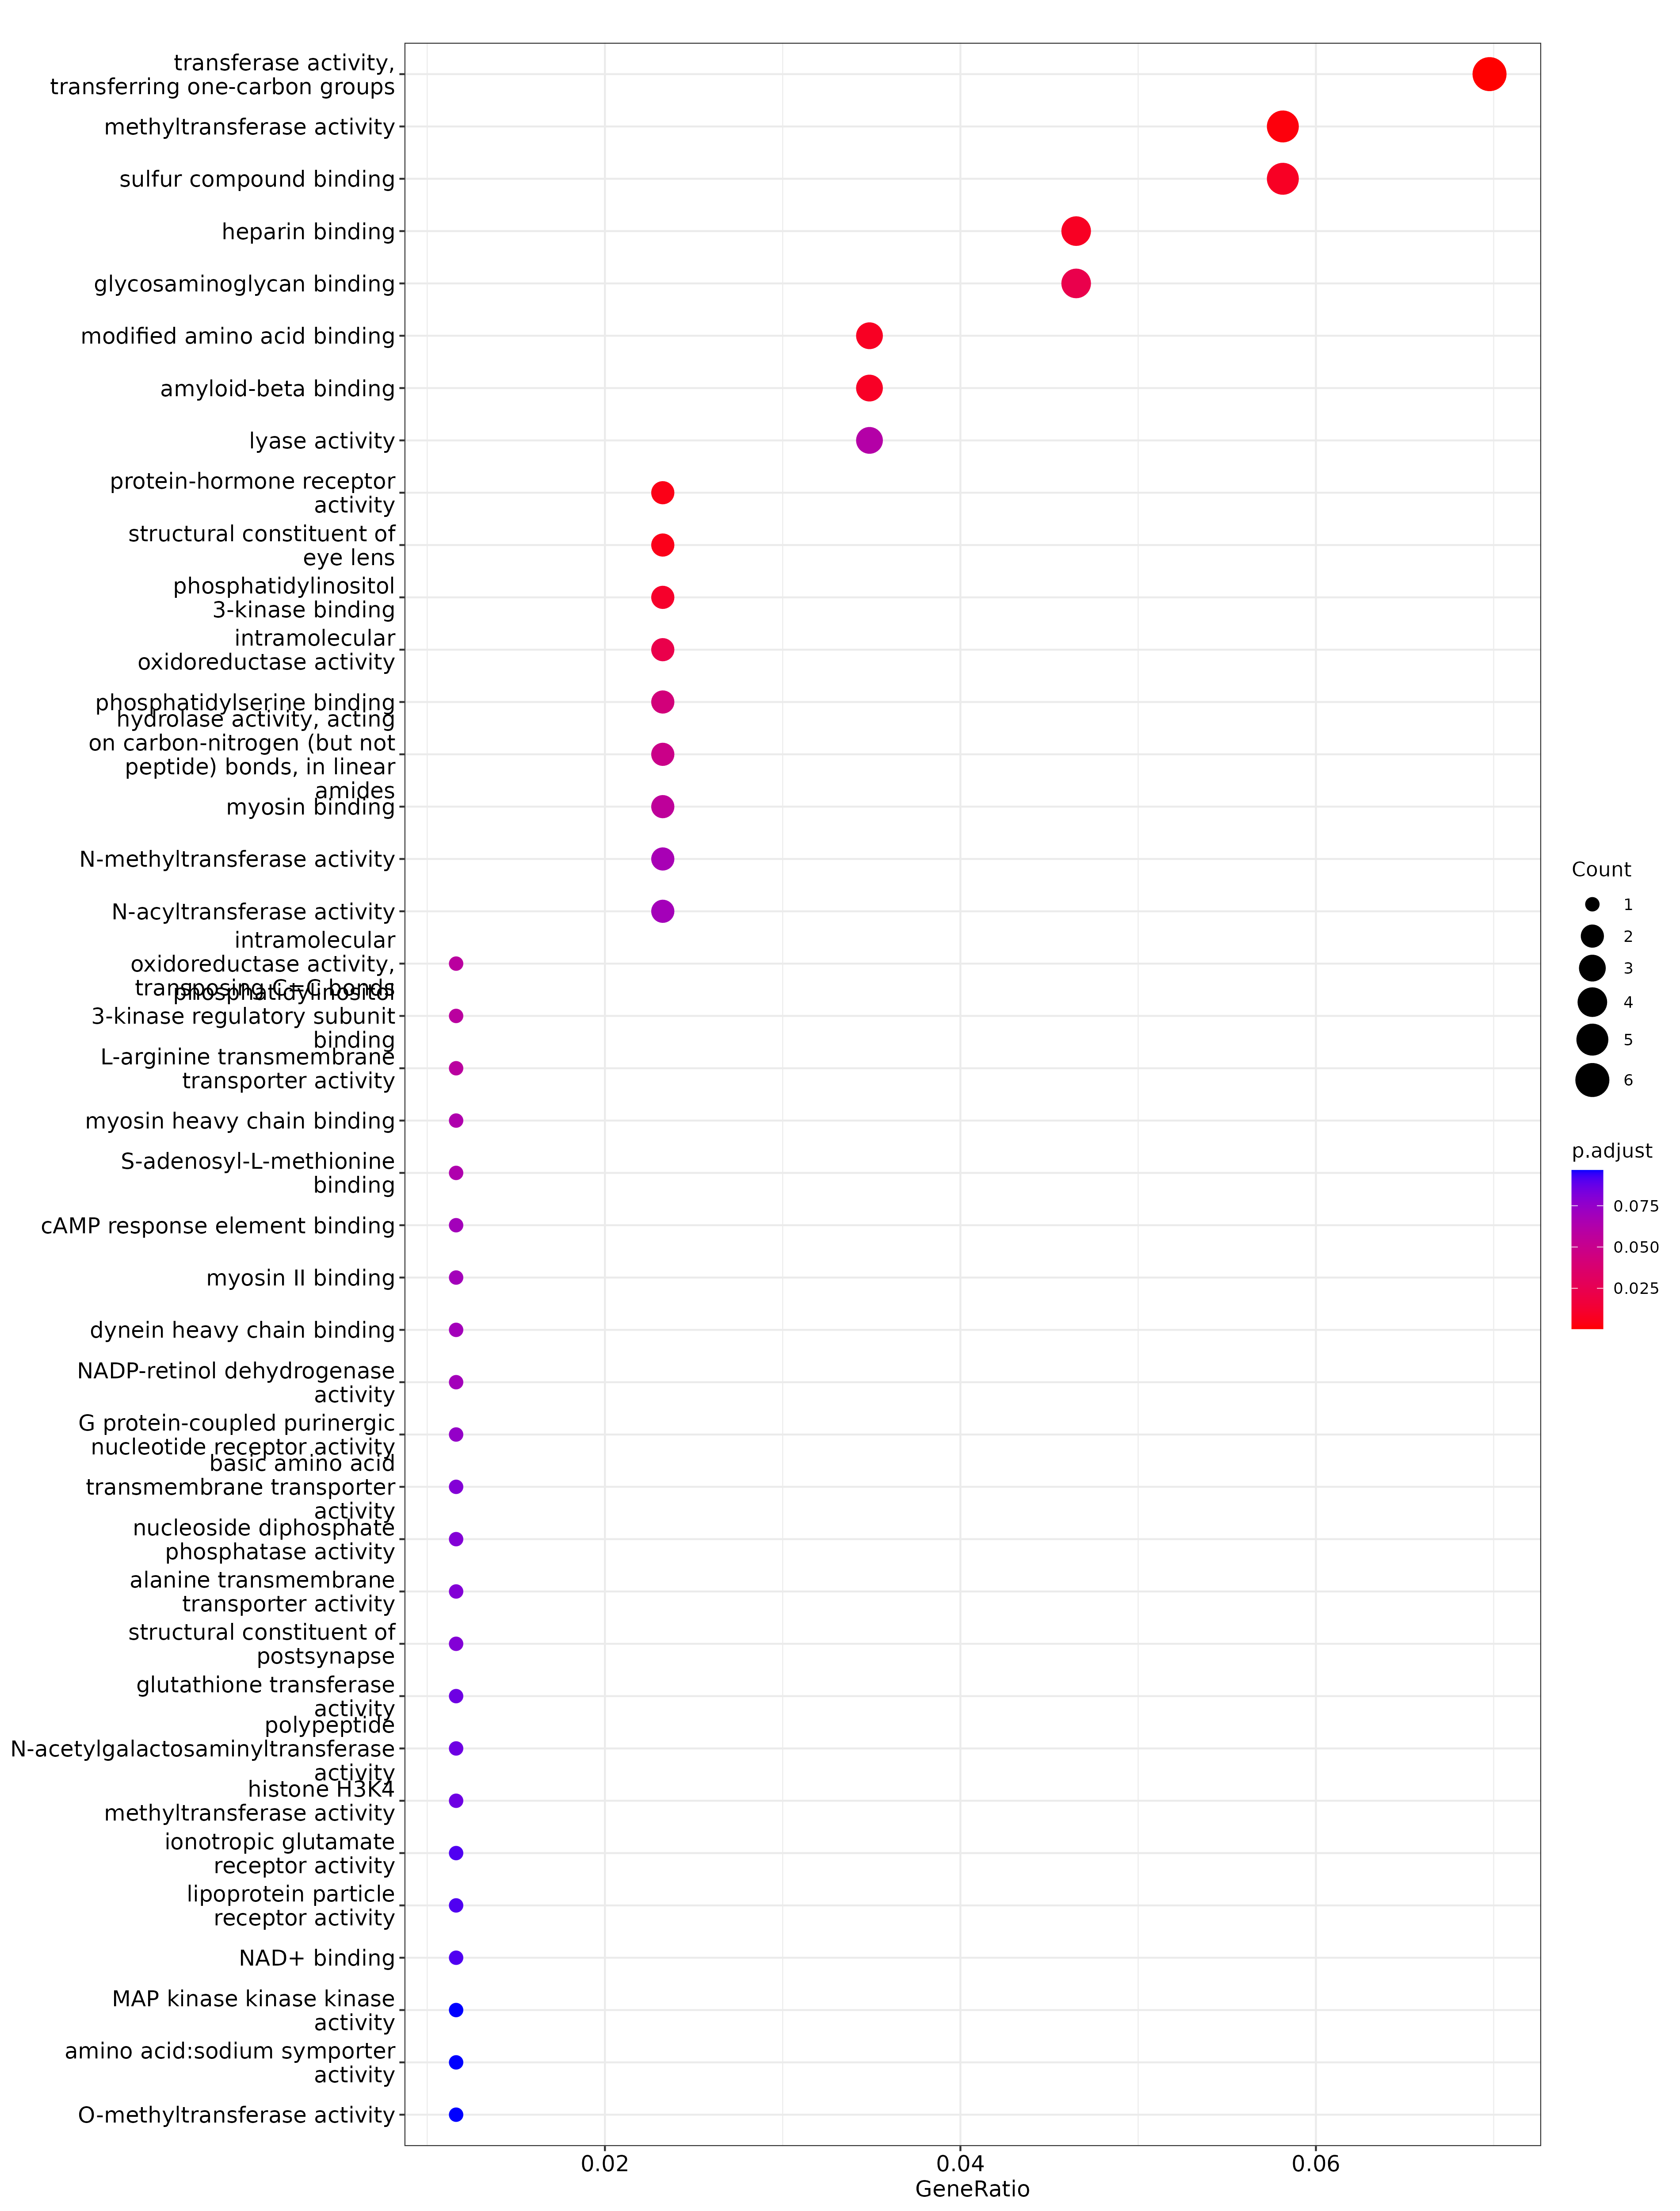 transferase activity,
transferring one-carbon groups
methyltransferase activity
sulfur compound binding
heparin binding
glycosaminoglycan binding
modified amino acid binding
amyloid-beta binding
lyase activity
protein-hormone receptor
activity
structural constituent of
eye lens
phosphatidylinositol
3-kinase binding
intramolecular
oxidoreductase activity
phosphatidylserine binding
hydrolase activity, acting
on carbon-nitrogen (but not
peptide) bonds, in linear
amides
myosin binding
N-methyltransferase activity
N-acyltransferase activity
intramolecular
oxidoreductase activity,
transposing C=C bonds
phosphatidylinositol
3-kinase regulatory subunit
binding
L-arginine transmembrane
transporter activity
myosin heavy chain binding
S-adenosyl-L-methionine
binding
cAMP response element binding
myosin II binding
dynein heavy chain binding
NADP-retinol dehydrogenase
activity
G protein-coupled purinergic
nucleotide receptor activity
basic amino acid
transmembrane transporter
activity
nucleoside diphosphate
phosphatase activity
alanine transmembrane
transporter activity
structural constituent of
postsynapse
glutathione transferase
activity
polypeptide
N-acetylgalactosaminyltransferase
activity
histone H3K4
methyltransferase activity
ionotropic glutamate
receptor activity
lipoprotein particle
receptor activity
NAD+ binding
MAP kinase kinase kinase
activity
amino acid:sodium symporter
activity
O-methyltransferase activity
0.02
0.04
0.06
GeneRatio
Count
1
2
3
4
5
6
p.adjust
0.075
0.050
0.025